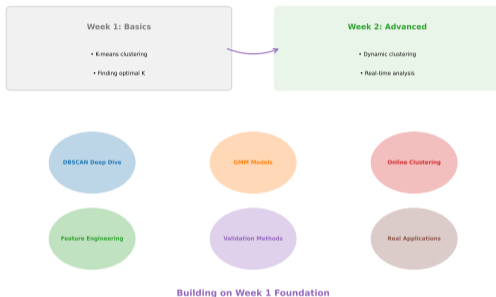 Week 1: Basics
• K-means clustering
• Finding optimal K
Week 2: Advanced
• Dynamic clustering
• Real-time analysis
DBSCAN Deep Dive
GMM Models
Online Clustering
Feature Engineering
Validation Methods
Real Applications
Building on Week 1 Foundation